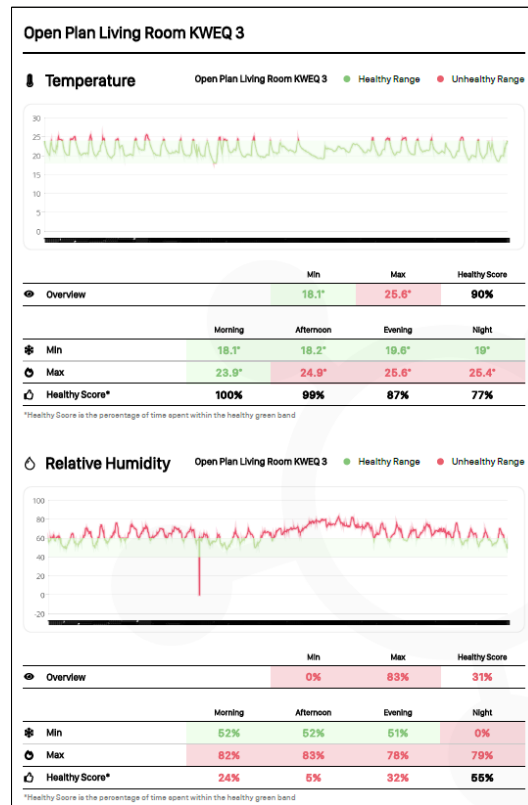 Open Plan Living Room KWEQ 3
Temperature Open Plan Living Room KWEQ 3 Healthy Range Unhealthy Range
30
25
20
15
10
5
0
Min Max Healthy Score
Overview 18.1° 25.6° 90%
Morning Afternoon Evening Night
Min 18.1° 18.2° 19.6° 19°
Max 23.9° 24.9° 25.6° 25.4°
Healthy Score* 100% 99% 87% 77%
*Healthy Score is the percentage of time spent within the healthy green band
Relative Humidity Open Plan Living Room KWEQ 3 Healthy Range Unhealthy Range
100
80
60
40
20
0
-20
Min Max Healthy Score
Overview 0% 83% 31%
Morning Afternoon Evening Night
Min 52% 52% 51% 0%
Max 82% 83% 78% 79%
Healthy Score* 24% 5% 32% 55%
*Healthy Score is the percentage of time spent within the healthy green band